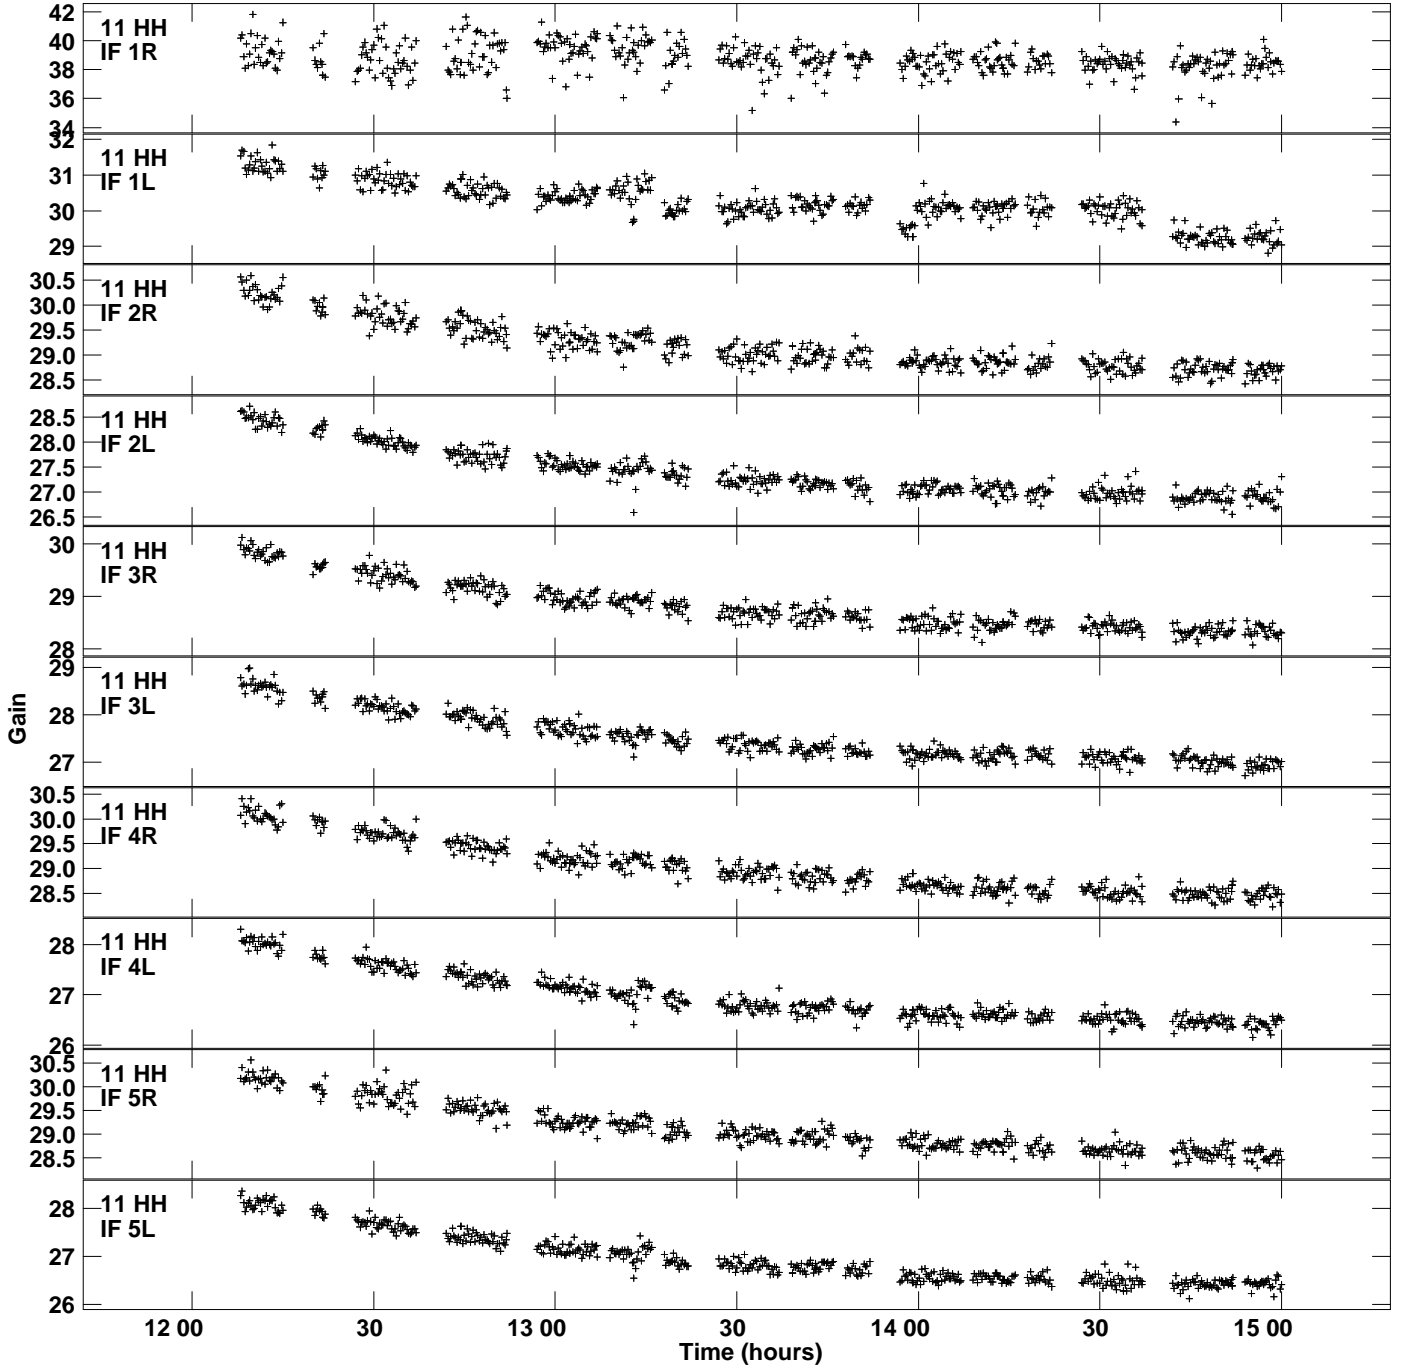 42
40
38
36
34
11 HH
IF 1R
32
31
30
29
11 HH
IF 1L
30.5
30.0
29.5
29.0
28.5
11 HH
IF 2R
28.5
28.0
27.5
27.0
26.5
11 HH
IF 2L
30
29
28
11 HH
IF 3R
29
28
27
11 HH
IF 3L
Gain
30.5
30.0
29.5
29.0
28.5
11 HH
IF 4R
28
27
26
11 HH
IF 4L
30.5
30.0
29.5
29.0
28.5
11 HH
IF 5R
28
27
26
11 HH
IF 5L
12 00 30 13 00 30 14 00 30 15 00
Time (hours)